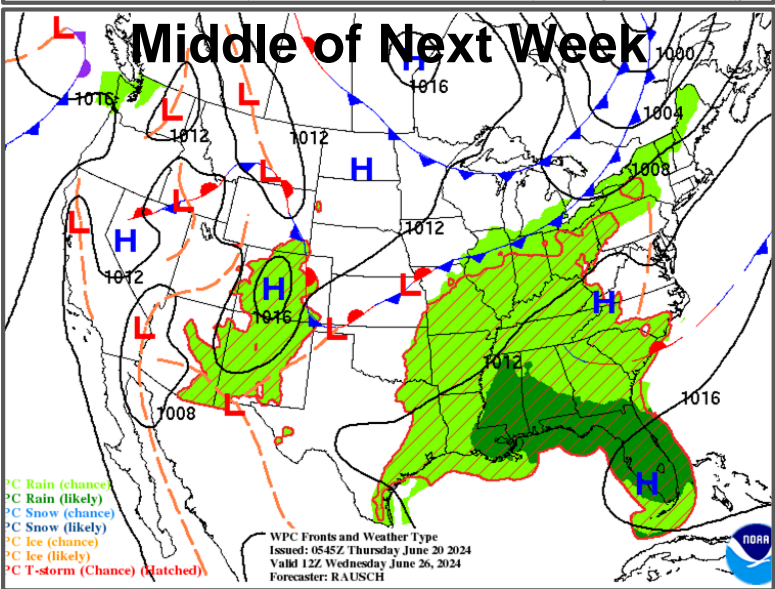 Middle of Next Week
L
H
1000
1016
1016
L
L
1004
1012
1012
1008
L
H
L
L
1012
H
1012
L
H
H
1016
L
1012
L
1016
1008
L
H
PC Rain (chance)
PC Rain (likely)
PC Snow (chance)
PC Snow (likely)
PC Ice (chance)
PC Ice (likely)
PC T-storm (Chance) (Hatched)
WPC Fronts and Weather Type
Issued: 0545Z Thursday June 20 2024
Valid 12Z Wednesday June 26, 2024
Forecaster: RAUSCH
NOAA